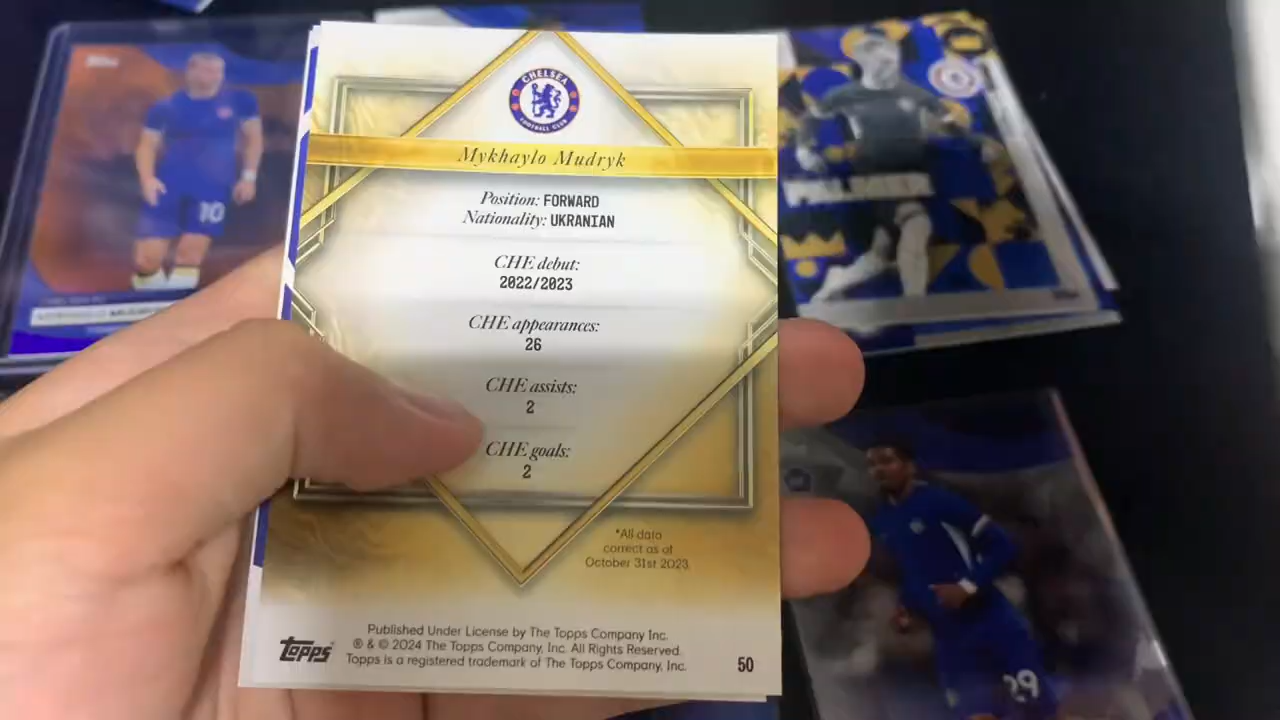 CHELSEA
FOOTBALL CLUB
Mykhaylo Mudryk
Position: FORWARD
Nationality: UKRANIAN
CHE debut:
2022/2023
CHE appearances:
26
CHE assists:
2
CHE goals:
2
*All data
correct as of
October 31st 2023
Published Under License by The Topps Company Inc.
® & © 2024 The Topps Company, Inc. All Rights Reserved.
Topps is a registered trademark of The Topps Company, Inc.
Topps
50
10
PALMER
29